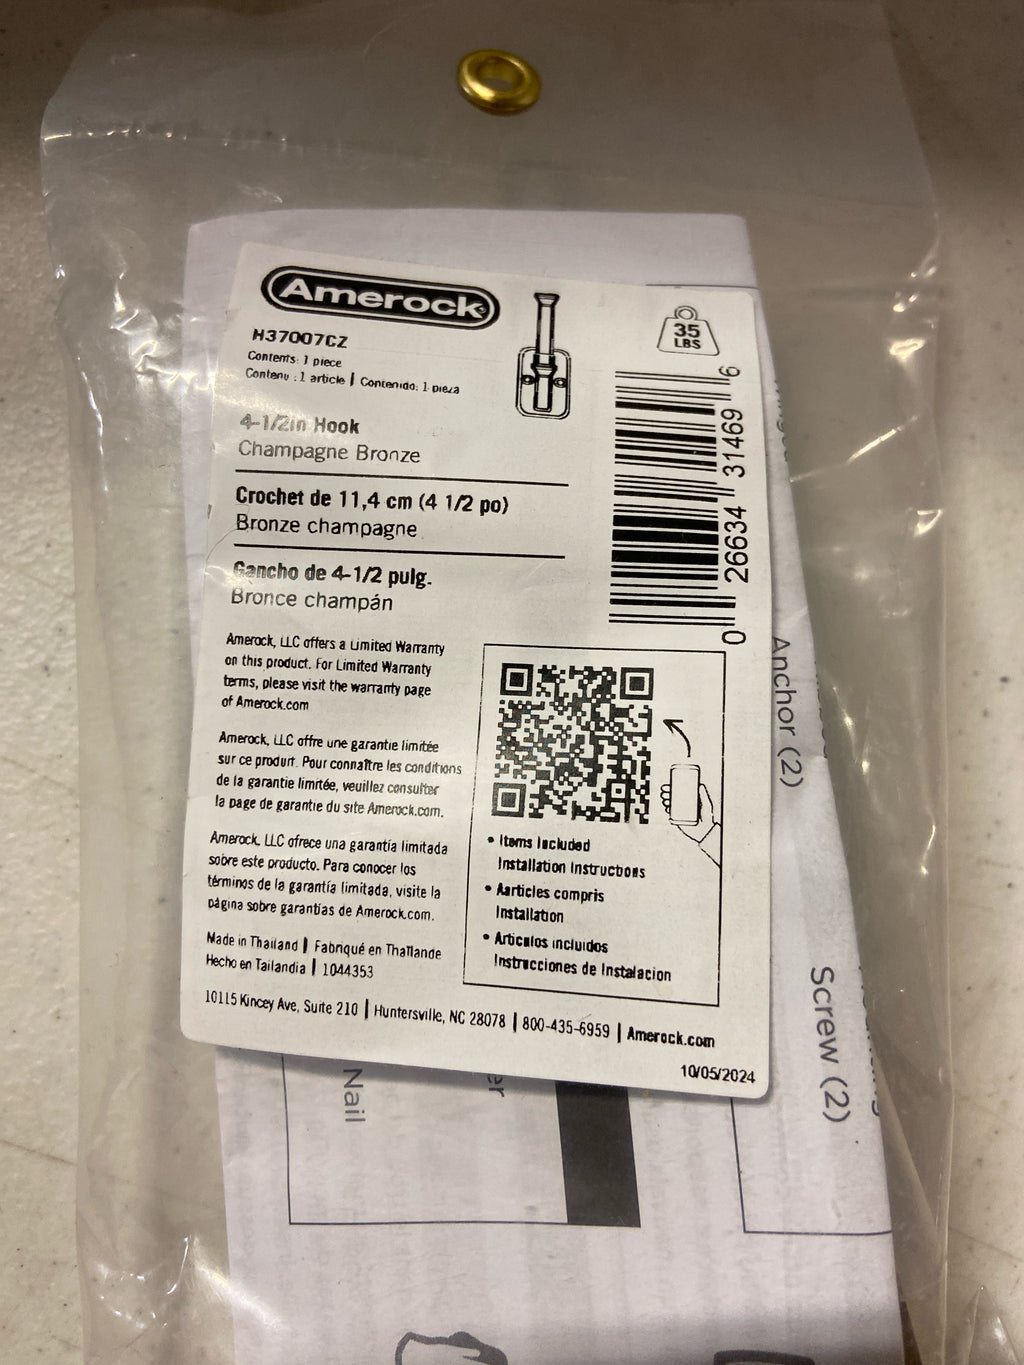 Amerock
H37007CZ
Contents: 1 piece
Contenu : 1 article | Contenido: 1 pieza
35
LBS
4-1/2in Hook
Champagne Bronze
Crochet de 11,4 cm (4 1/2 po)
Bronze champagne
Gancho de 4-1/2 pulg.
Bronce champán
0 26634 31469 6
Amerock, LLC offers a Limited Warranty
on this product. For Limited Warranty
terms, please visit the warranty page
of Amerock.com
Amerock, LLC offre une garantie limitée
sur ce produit. Pour connaître les conditions
de la garantie limitée, veuillez consulter
la page de garantie du site Amerock.com.
Amerock, LLC ofrece una garantía limitada
sobre este producto. Para conocer los
términos de la garantía limitada, visite la
página sobre garantías de Amerock.com.
• Items Included
Installation Instructions
• Aarticles compris
Installation
• Articulos incluidos
Instrucciones de Instalacion
Made in Thailand | Fabriqué en Thaïlande
Hecho en Tailandia | 1044353
10115 Kincey Ave, Suite 210 | Huntersville, NC 28078 | 800-435-6959 | Amerock.com
10/05/2024
Anchor (2)
Screw (2)
Nail